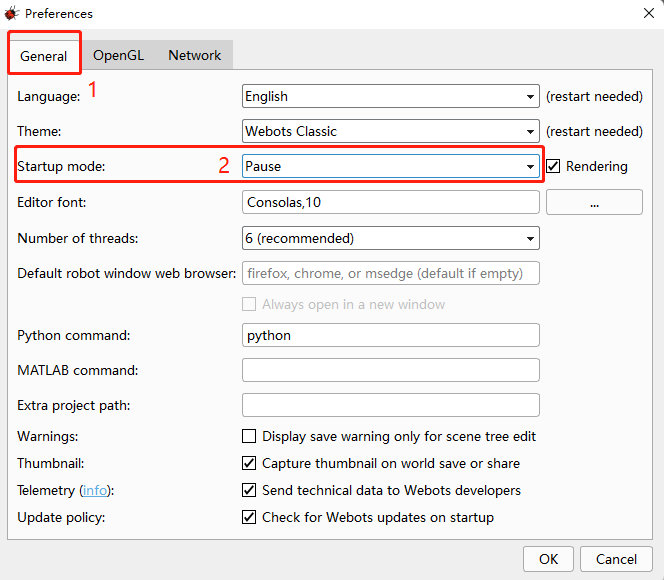 Preferences
General OpenGL Network
1
Language: English (restart needed)
Theme: Webots Classic (restart needed)
Startup mode: 2 Pause Rendering
Editor font: Consolas,10 ...
Number of threads: 6 (recommended)
Default robot window web browser: firefox, chrome, or msedge (default if empty)
Always open in a new window
Python command: python
MATLAB command:
Extra project path:
Warnings: Display save warning only for scene tree edit
Thumbnail: Capture thumbnail on world save or share
Telemetry (info): Send technical data to Webots developers
Update policy: Check for Webots updates on startup
OK Cancel